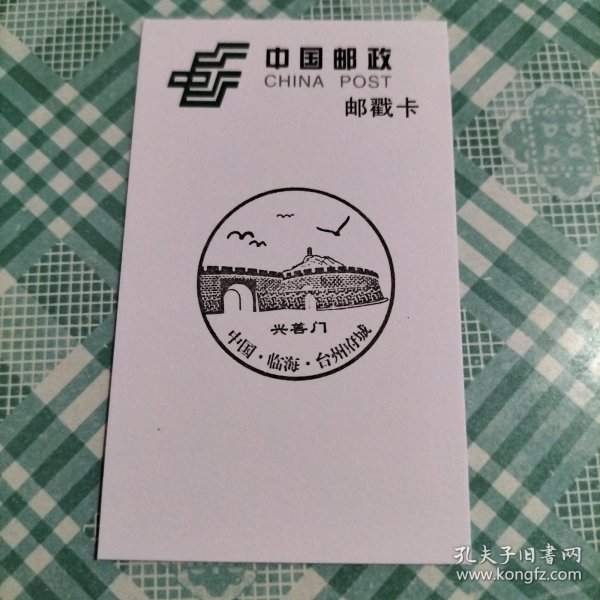 中国邮政
CHINA POST
邮戳卡
兴善门
中国·临海·台州府城
孔夫子旧书网
www.kongfz.com